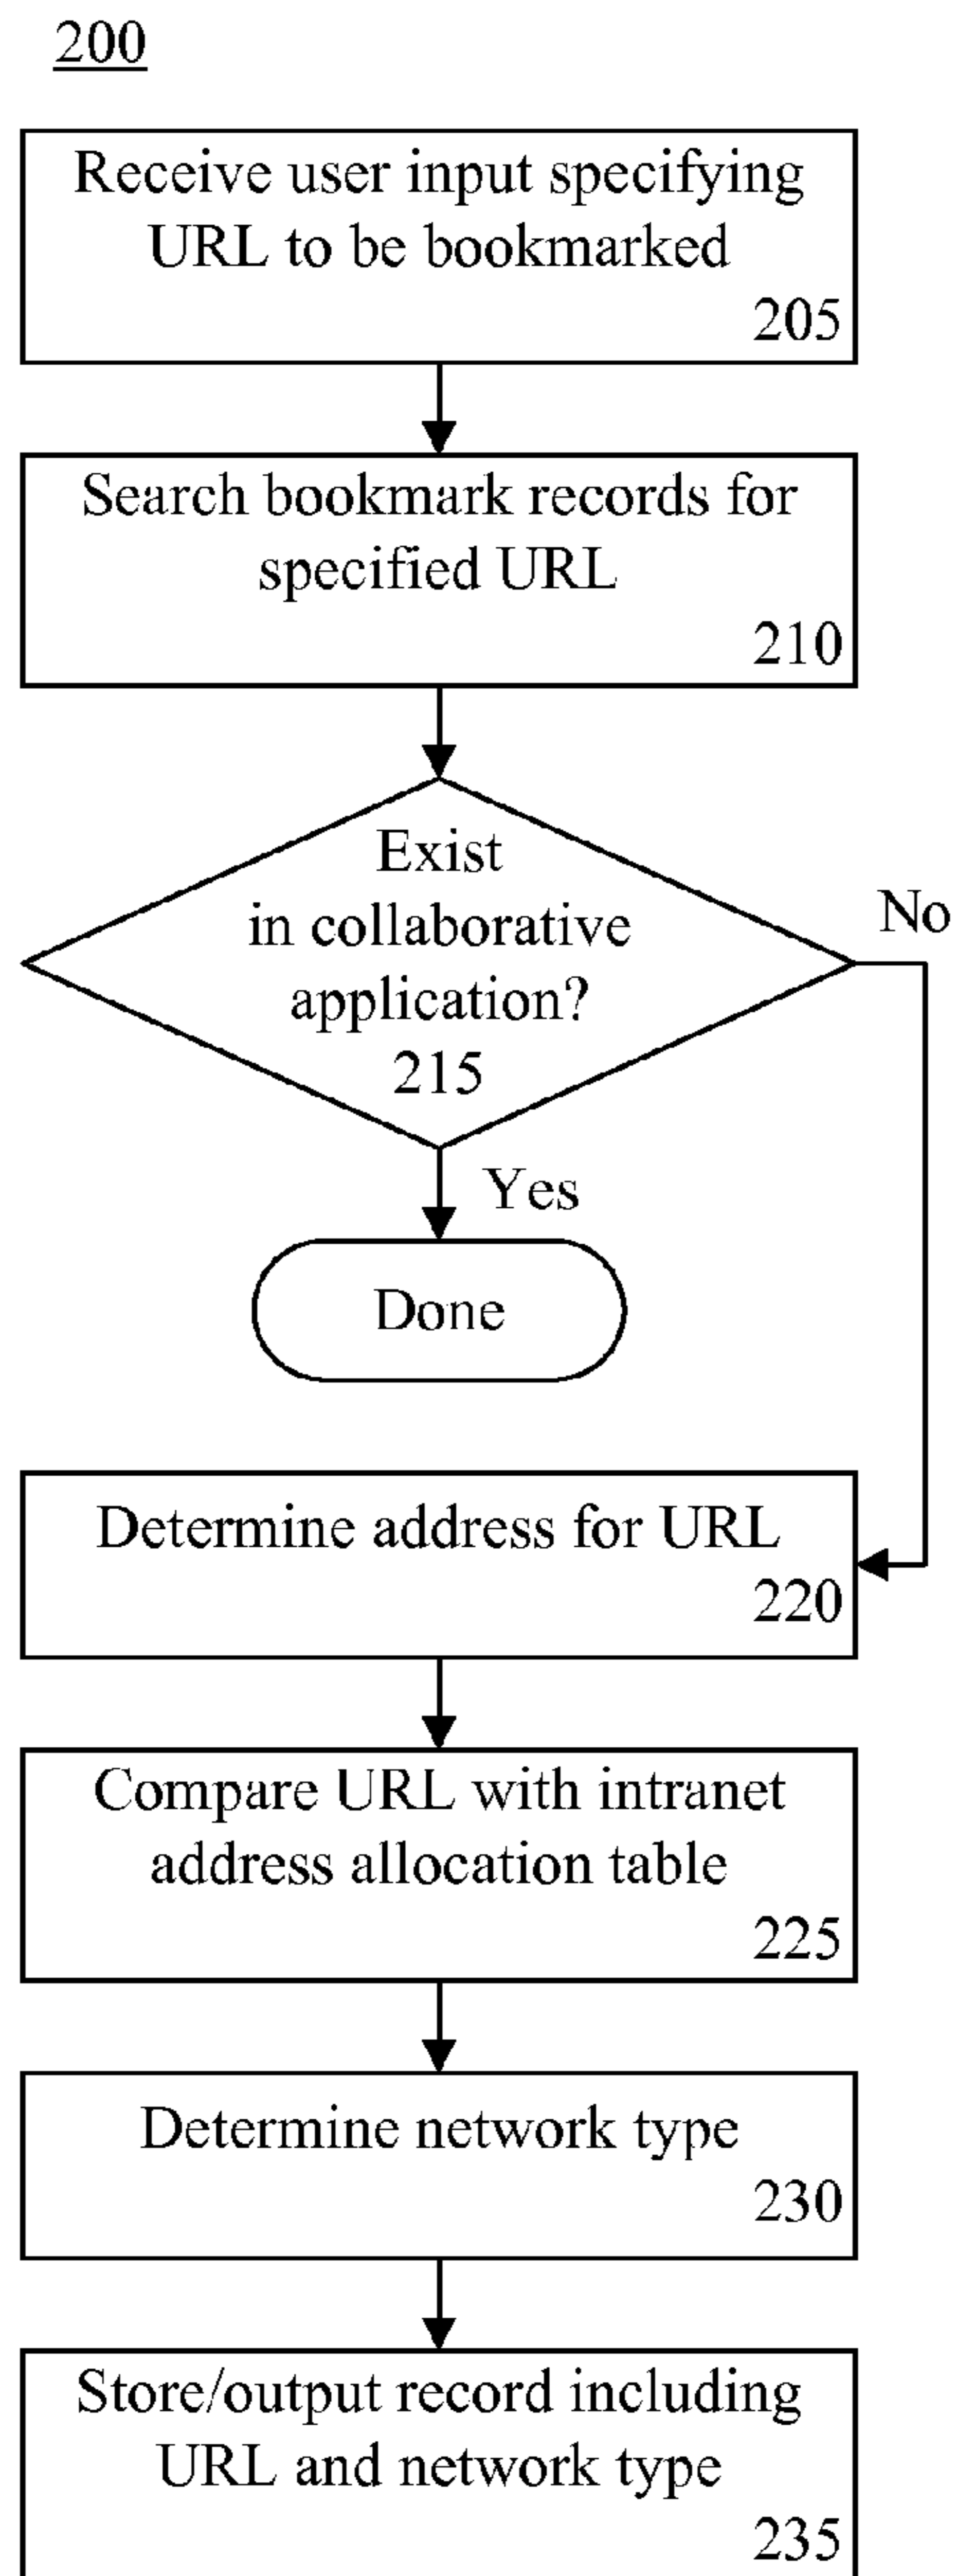 200
Receive user input specifying
URL to be bookmarked
205
Search bookmark records for
specified URL
210
Exist
in collaborative
application?
215
No
Yes
Done
Determine address for URL
220
Compare URL with intranet
address allocation table
225
Determine network type
230
Store/output record including
URL and network type
235